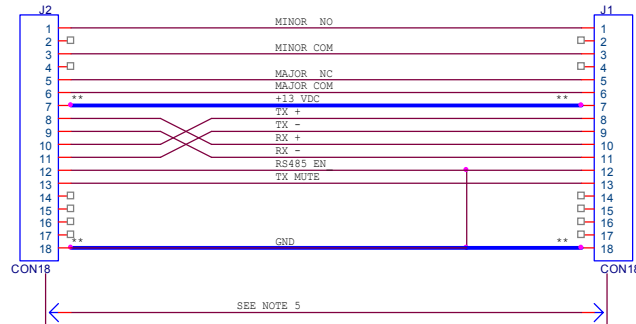 J2 J1
1 MINOR NO 1
2 2
3 MINOR COM 3
4 4
5 MAJOR NC 5
6 MAJOR COM 6
** +13 VDC **
7 7
8 TX + 8
9 TX - 9
10 RX + 10
11 RX - 11
12 RS485 EN_ 12
13 TX MUTE 13
14 14
15 15
16 16
17 17
** GND **
18 18
CON18 CON18
SEE NOTE 5